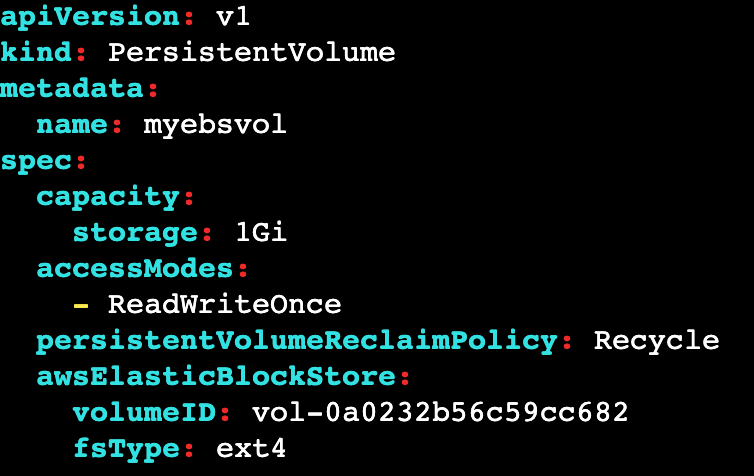 apiVersion: v1
kind: PersistentVolume
metadata:
  name: myebsvol
spec:
  capacity:
    storage: 1Gi
  accessModes:
    - ReadWriteOnce
  persistentVolumeReclaimPolicy: Recycle
  awsElasticBlockStore:
    volumeID: vol-0a0232b56c59cc682
    fsType: ext4